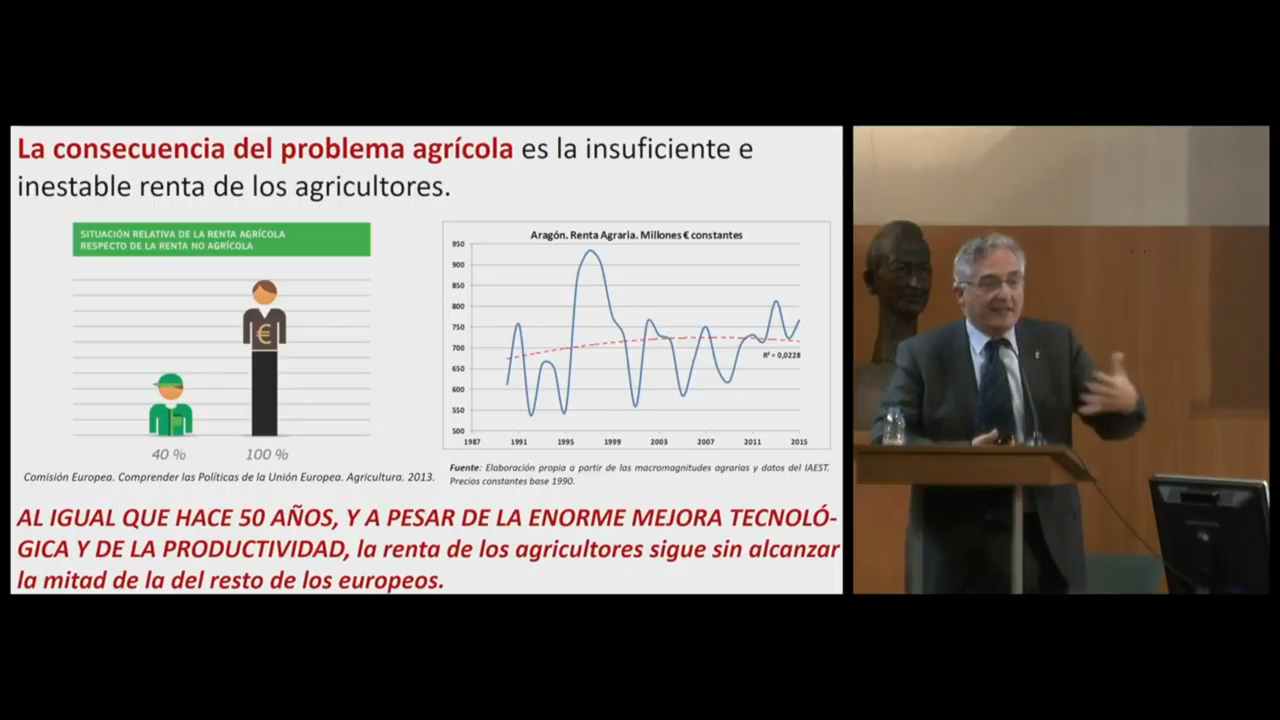 La consecuencia del problema agrícola es la insuficiente e
inestable renta de los agricultores.
SITUACIÓN RELATIVA DE LA RENTA AGRÍCOLA
RESPECTO DE LA RENTA NO AGRÍCOLA
€
40 %
100 %
Comisión Europea. Comprender las Políticas de la Unión Europea. Agricultura. 2013.
Aragón. Renta Agraria. Millones € constantes
950
900
850
800
750
700
650
600
550
500
R² = 0,0228
1987
1991
1995
1999
2003
2007
2011
2015
Fuente: Elaboración propia a partir de las macromagnitudes agrarias y datos del IAEST.
Precios constantes base 1990.
AL IGUAL QUE HACE 50 AÑOS, Y A PESAR DE LA ENORME MEJORA TECNOLÓ-
GICA Y DE LA PRODUCTIVIDAD, la renta de los agricultores sigue sin alcanzar
la mitad de la del resto de los europeos.